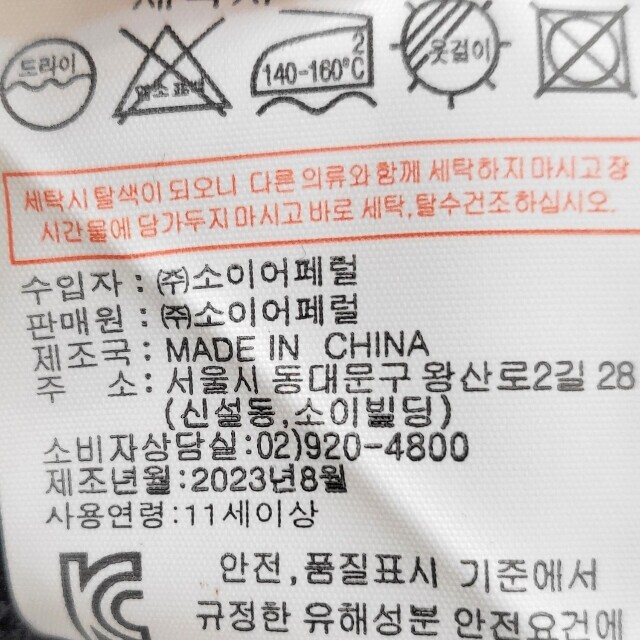 드라이
염소 표백
2
140-160°C
옷걸이
세탁시 탈색이 되오니 다른 의류와 함께 세탁하지 마시고 장
시간 물에 담가두지 마시고 바로 세탁,탈수건조하십시오.
수입자 : ㈜소이어페럴
판매원 : ㈜소이어페럴
제조국 : MADE IN CHINA
주 소 : 서울시 동대문구 왕산로2길 28
(신설동,소이빌딩)
소비자상담실:02)920-4800
제조년월:2023년8월
사용연령:11세이상
안전,품질표시 기준에서
규정한 유해성분 안전요건에